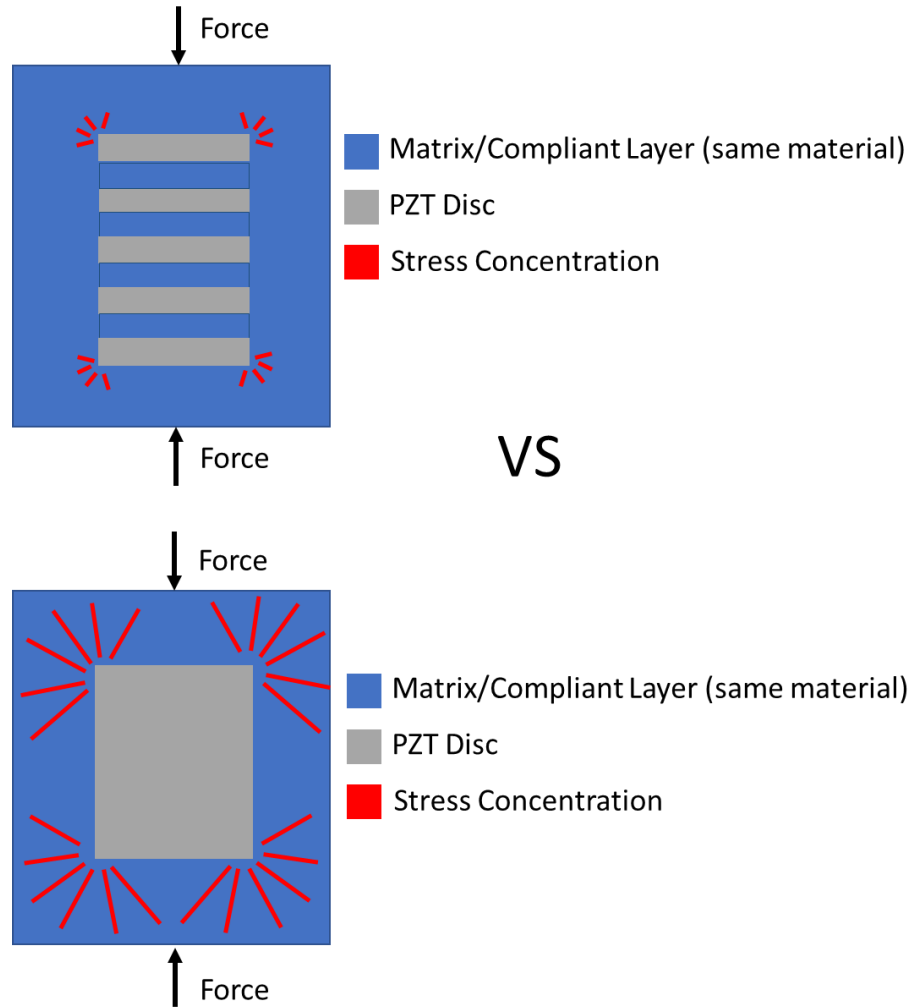 Force
Matrix/Compliant Layer (same material)
PZT Disc
Stress Concentration
Force
VS
Force
Matrix/Compliant Layer (same material)
PZT Disc
Stress Concentration
Force